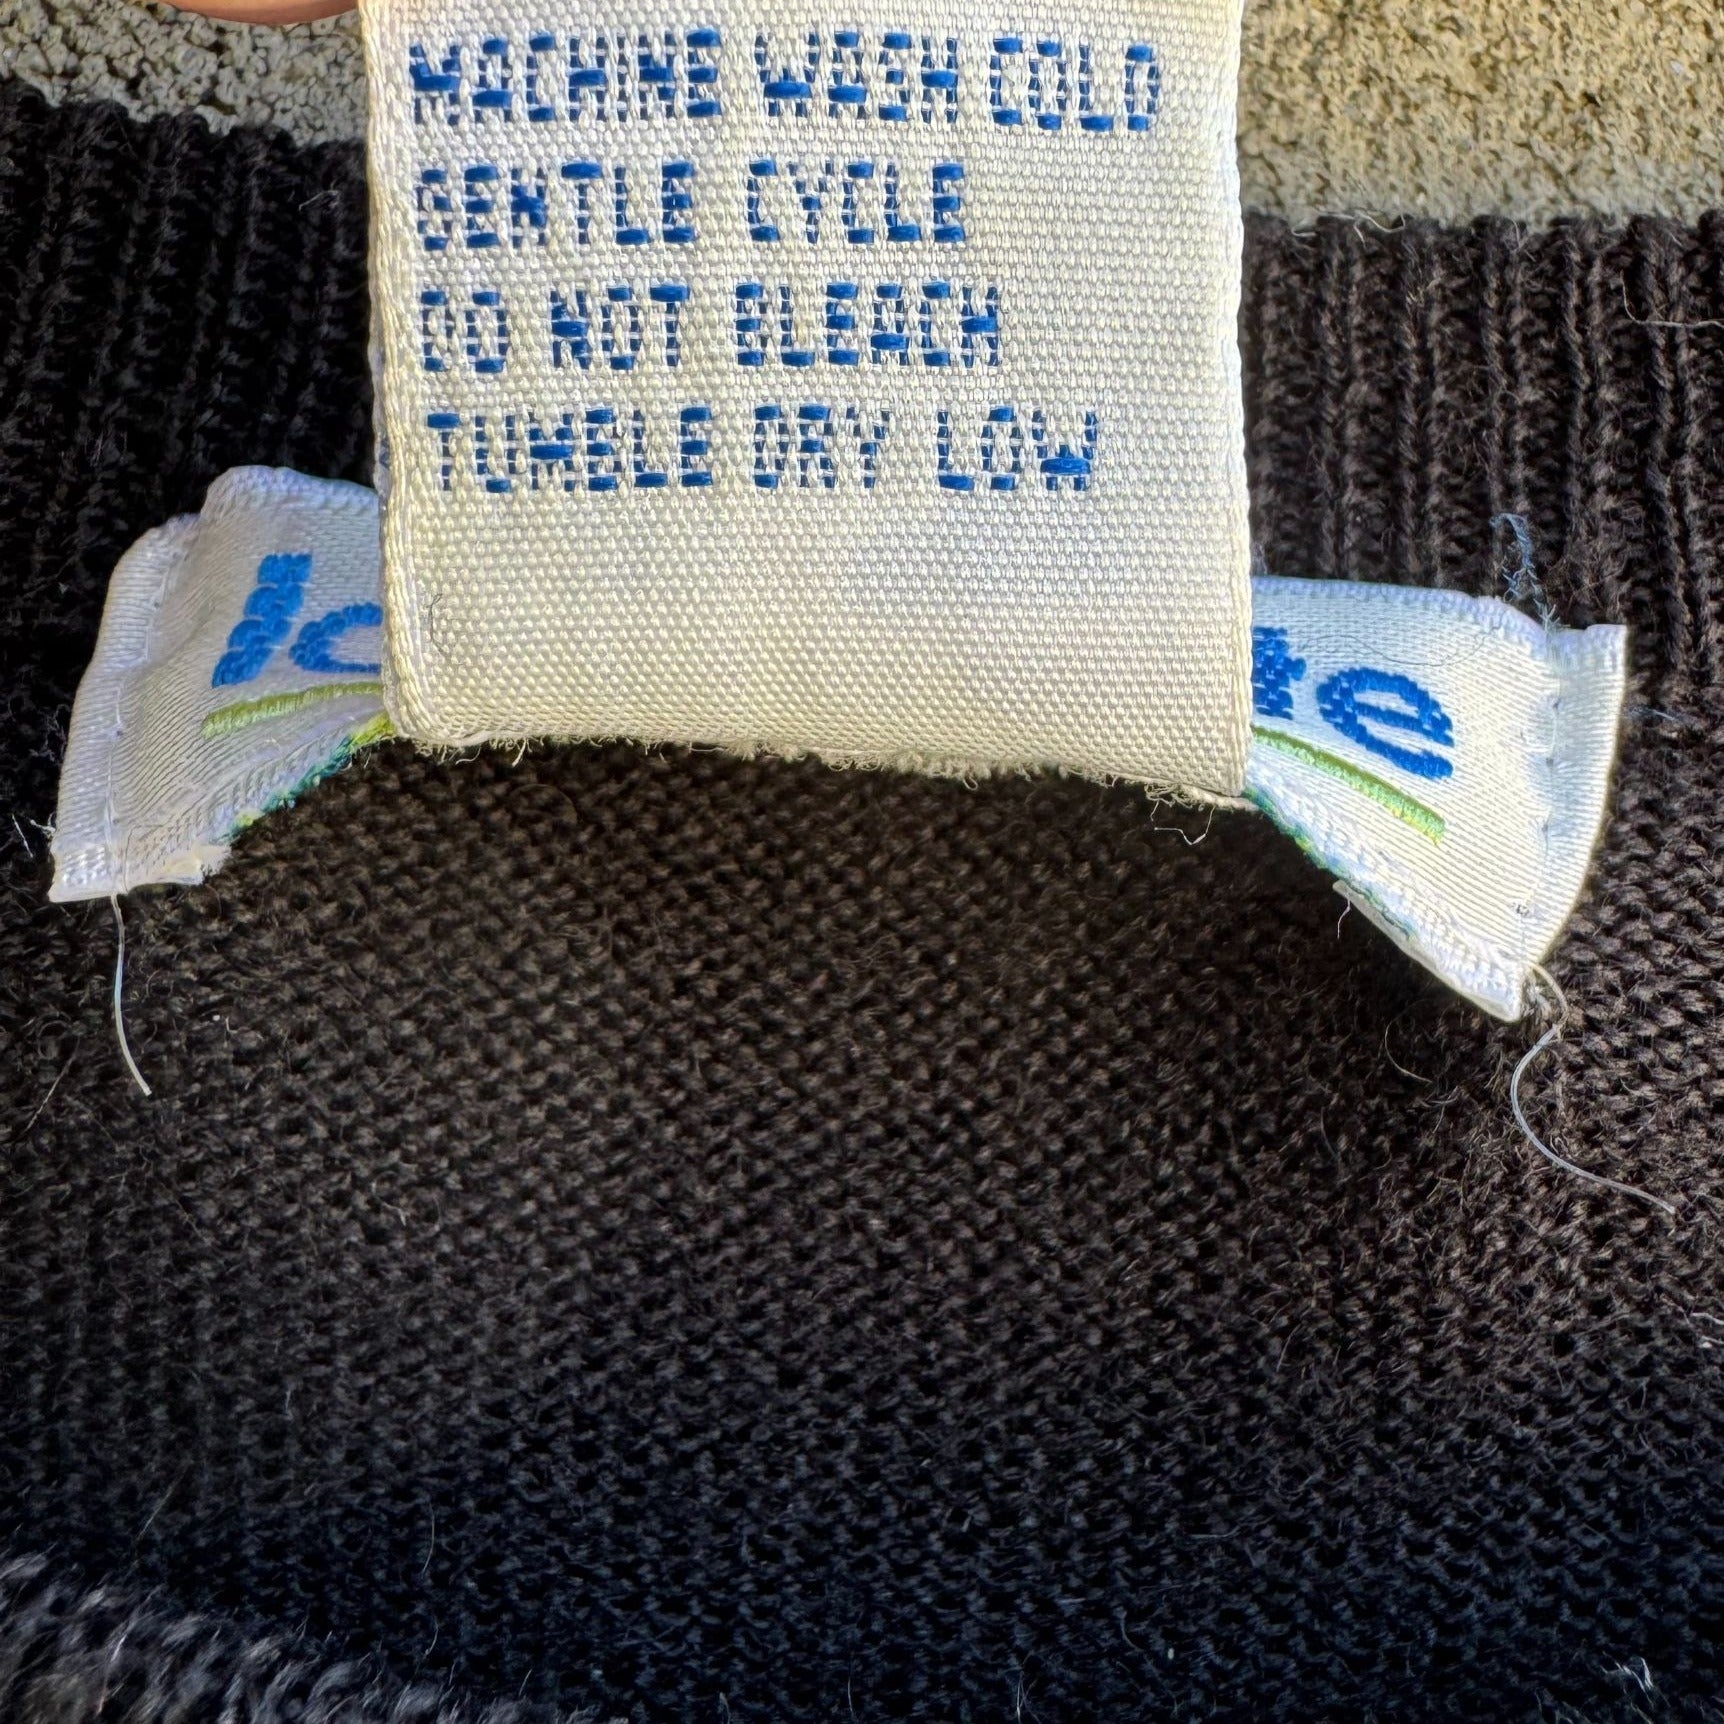 MACHINE WASH COLD
GENTLE CYCLE
DO NOT BLEACH
TUMBLE DRY LOW